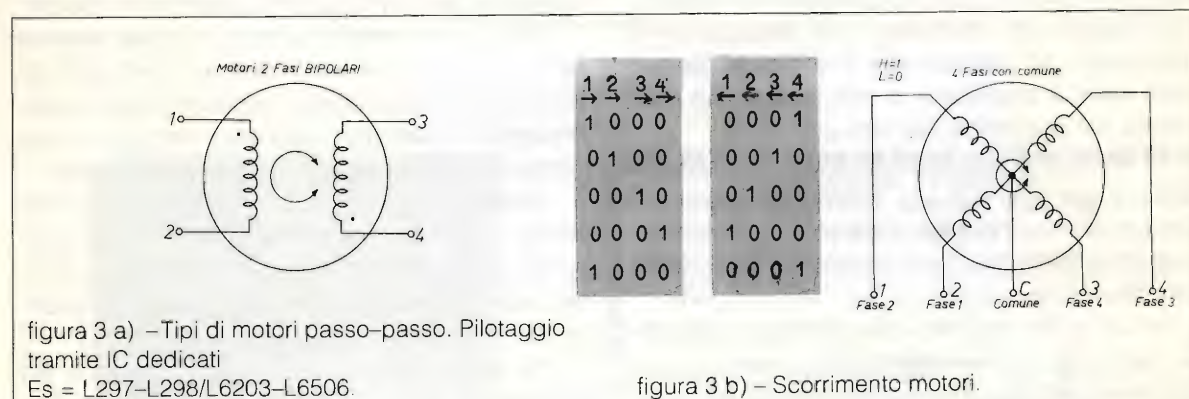 Motori 2 Fasi BIPOLARI
1
2
3
4
1 2 3 4
→ → → →
1 0 0 0
0 1 0 0
0 0 1 0
0 0 0 1
1 0 0 0
1 2 3 4
← ← ← ←
0 0 0 1
0 0 1 0
0 1 0 0
1 0 0 0
0 0 0 1
H=1
L=0
4 Fasi con comune
1 2 C 3 4
Fase 2 Fase 1 Comune Fase 4 Fase 3
figura 3 a) –Tipi di motori passo–passo. Pilotaggio
tramite IC dedicati
Es = L297–L298/L6203–L6506.
figura 3 b) – Scorrimento motori.